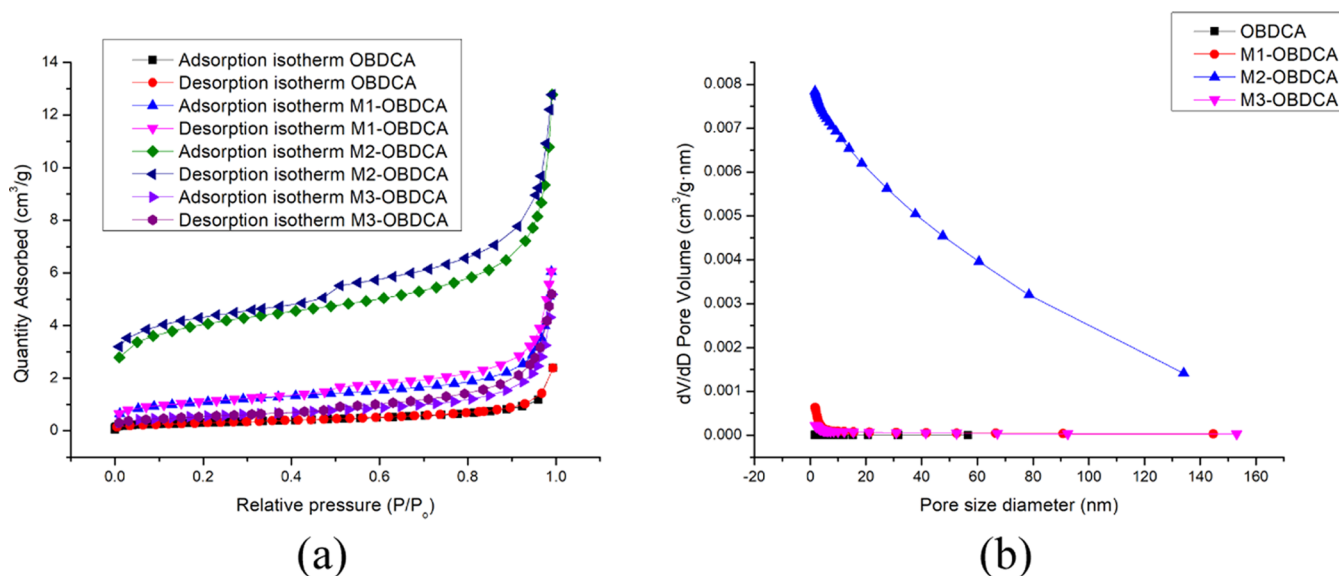 Adsorption isotherm OBDCA
Desorption isotherm OBDCA
Adsorption isotherm M1-OBDCA
Desorption isotherm M1-OBDCA
Adsorption isotherm M2-OBDCA
Desorption isotherm M2-OBDCA
Adsorption isotherm M3-OBDCA
Desorption isotherm M3-OBDCA
14
12
10
8
6
4
2
0
Quantity Adsorbed (cm³/g)
0.0 0.2 0.4 0.6 0.8 1.0
Relative pressure (P/Pₒ)
(a)
OBDCA
M1-OBDCA
M2-OBDCA
M3-OBDCA
0.008
0.007
0.006
0.005
0.004
0.003
0.002
0.001
0.000
dV/dD Pore Volume (cm³/g·nm)
-20 0 20 40 60 80 100 120 140 160
Pore size diameter (nm)
(b)